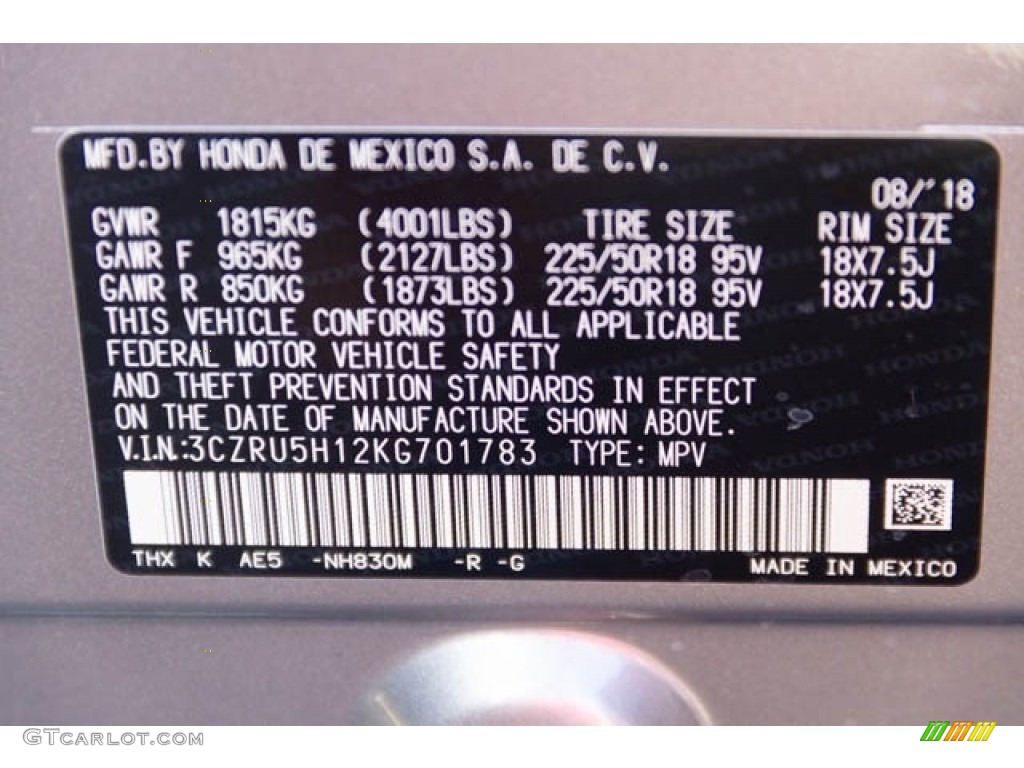 MFD.BY HONDA DE MEXICO S.A. DE C.V.
08/'18
GVWR 1815KG (4001LBS) TIRE SIZE RIM SIZE
GAWR F 965KG (2127LBS) 225/50R18 95V 18X7.5J
GAWR R 850KG (1873LBS) 225/50R18 95V 18X7.5J
THIS VEHICLE CONFORMS TO ALL APPLICABLE
FEDERAL MOTOR VEHICLE SAFETY
AND THEFT PREVENTION STANDARDS IN EFFECT
ON THE DATE OF MANUFACTURE SHOWN ABOVE.
V.I.N.:3CZRU5H12KG701783 TYPE: MPV
THX K AE5 -NH830M -R -G MADE IN MEXICO
GTCARLOT.COM